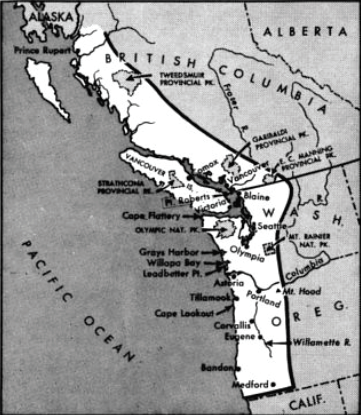 ALASKA
ALBERTA
Prince Rupert
BRITISH
COLUMBIA
TWEEDSMUIR
PROVINCIAL PK.
Fraser R.
GARIBALDI
PROVINCIAL PK.
VANCOUVER IS.
Comox
Vancouver
E. C. MANNING
PROVINCIAL PK.
STRATHCONA
PROVINCIAL PK.
Pt. Roberts
Blaine
Victoria
Cape Flattery
WASH.
Seattle
OLYMPIC NAT. PK.
MT. RAINIER
NAT. PK.
Grays Harbor
Olympia
Willapa Bay
Leadbetter Pt.
Columbia
Astoria
PACIFIC OCEAN
Tillamook
Portland
Mt. Hood
Cape Lookout
OREG.
Corvallis
Eugene
Willamette R.
Bandon
Medford
CALIF.